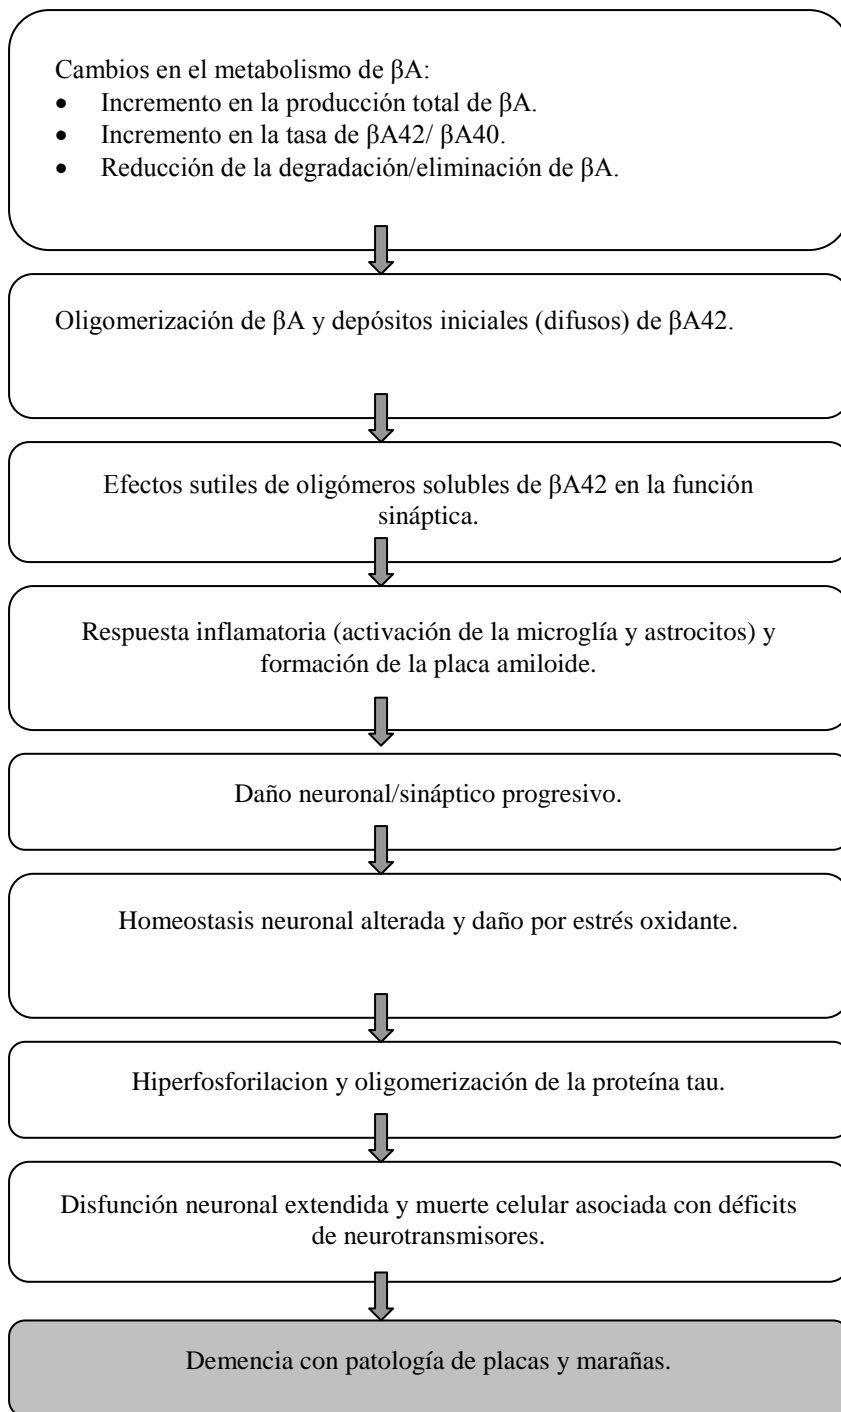 Cambios en el metabolismo de βA:
• Incremento en la producción total de βA.
• Incremento en la tasa de βA42/ βA40.
• Reducción de la degradación/eliminación de βA.
Oligomerización de βA y depósitos iniciales (difusos) de βA42.
Efectos sutiles de oligómeros solubles de βA42 en la función
sináptica.
Respuesta inflamatoria (activación de la microglía y astrocitos) y
formación de la placa amiloide.
Daño neuronal/sináptico progresivo.
Homeostasis neuronal alterada y daño por estrés oxidante.
Hiperfosforilacion y oligomerización de la proteína tau.
Disfunción neuronal extendida y muerte celular asociada con déficits
de neurotransmisores.
Demencia con patología de placas y marañas.